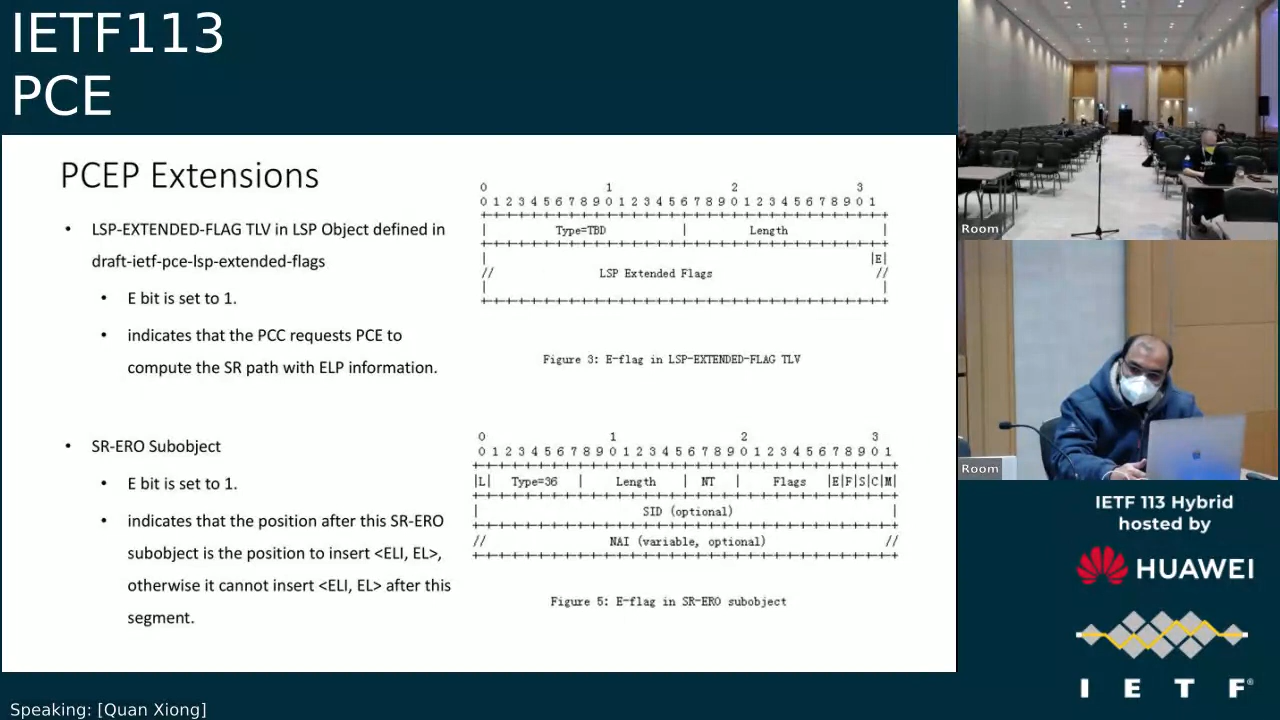 IETF113
PCE
PCEP Extensions
• LSP-EXTENDED-FLAG TLV in LSP Object defined in
draft-ietf-pce-lsp-extended-flags
• E bit is set to 1.
• indicates that the PCC requests PCE to
compute the SR path with ELP information.
• SR-ERO Subobject
• E bit is set to 1.
• indicates that the position after this SR-ERO
subobject is the position to insert <ELI, EL>,
otherwise it cannot insert <ELI, EL> after this
segment.
0 1 2 3
0 1 2 3 4 5 6 7 8 9 0 1 2 3 4 5 6 7 8 9 0 1 2 3 4 5 6 7 8 9 0 1
| Type=TBD | Length |
| |E|
// LSP Extended Flags //
| |
Figure 3: E-flag in LSP-EXTENDED-FLAG TLV
0 1 2 3
0 1 2 3 4 5 6 7 8 9 0 1 2 3 4 5 6 7 8 9 0 1 2 3 4 5 6 7 8 9 0 1
|L| Type=36 | Length | NT | Flags |E|F|S|C|M|
| SID (optional) |
// NAI (variable, optional) //
Figure 5: E-flag in SR-ERO subobject
Room
Room
IETF 113 Hybrid
hosted by
HUAWEI
I E T F®
Speaking: [Quan Xiong]